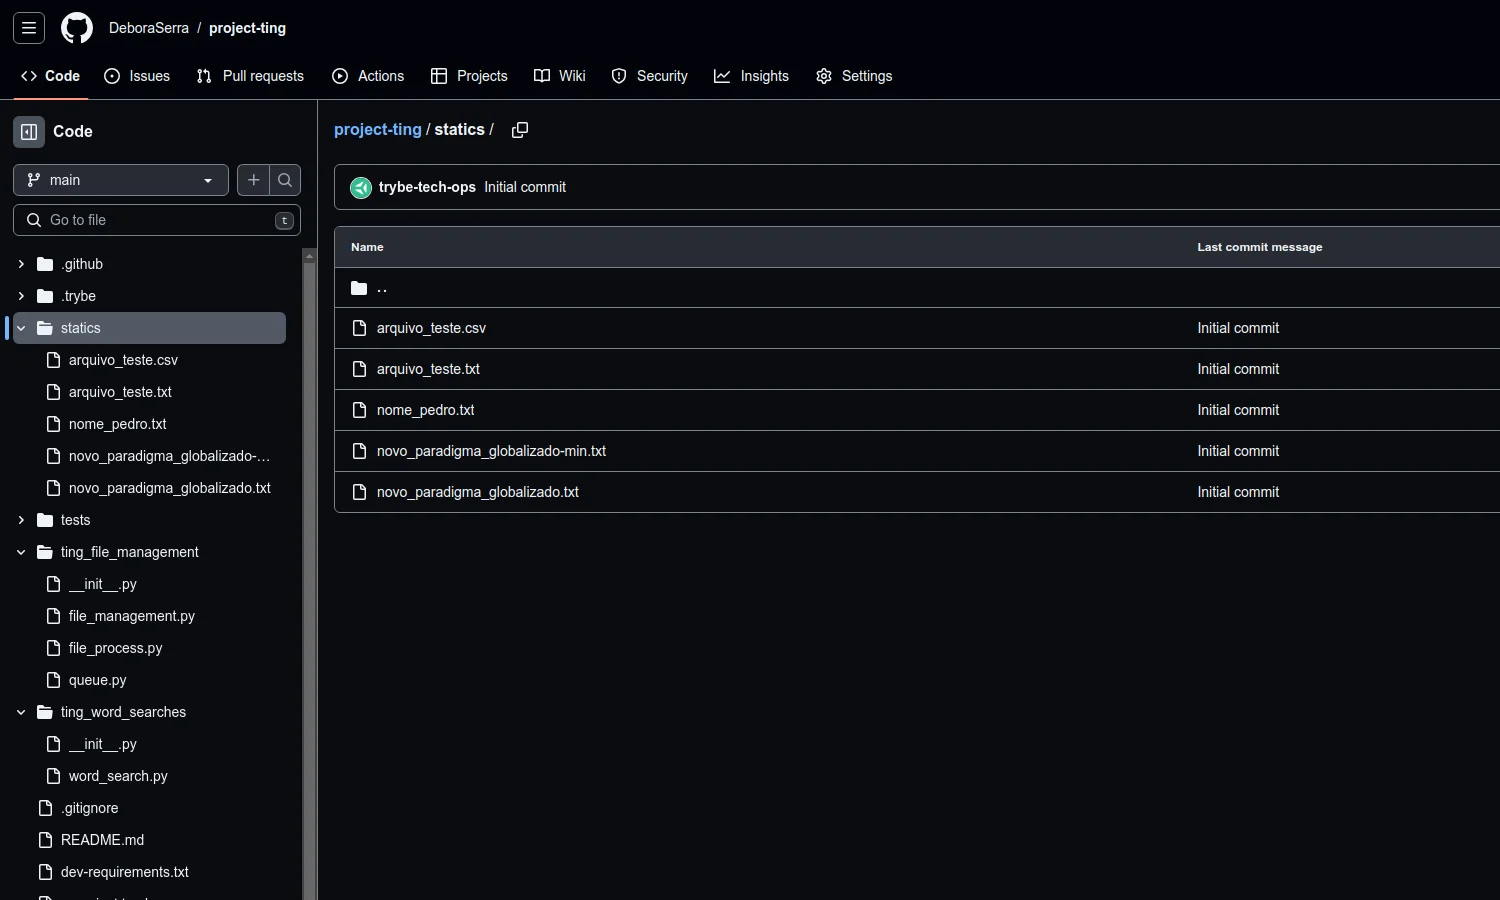 DeboraSerra / project-ting
Code Issues Pull requests Actions Projects Wiki Security Insights Settings
Code
main
Go to file t
.github
.trybe
statics
arquivo_teste.csv
arquivo_teste.txt
nome_pedro.txt
novo_paradigma_globalizado-...
novo_paradigma_globalizado.txt
tests
ting_file_management
__init__.py
file_management.py
file_process.py
queue.py
ting_word_searches
__init__.py
word_search.py
.gitignore
README.md
dev-requirements.txt
project-ting / statics /
trybe-tech-ops Initial commit
Name Last commit message
..
arquivo_teste.csv Initial commit
arquivo_teste.txt Initial commit
nome_pedro.txt Initial commit
novo_paradigma_globalizado-min.txt Initial commit
novo_paradigma_globalizado.txt Initial commit